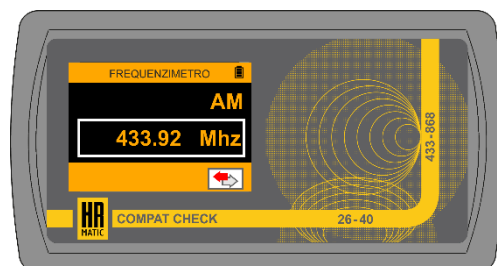 FREQUENZIMETRO
AM
433.92 Mhz
433-868
HR
MATIC
COMPAT CHECK
26-40